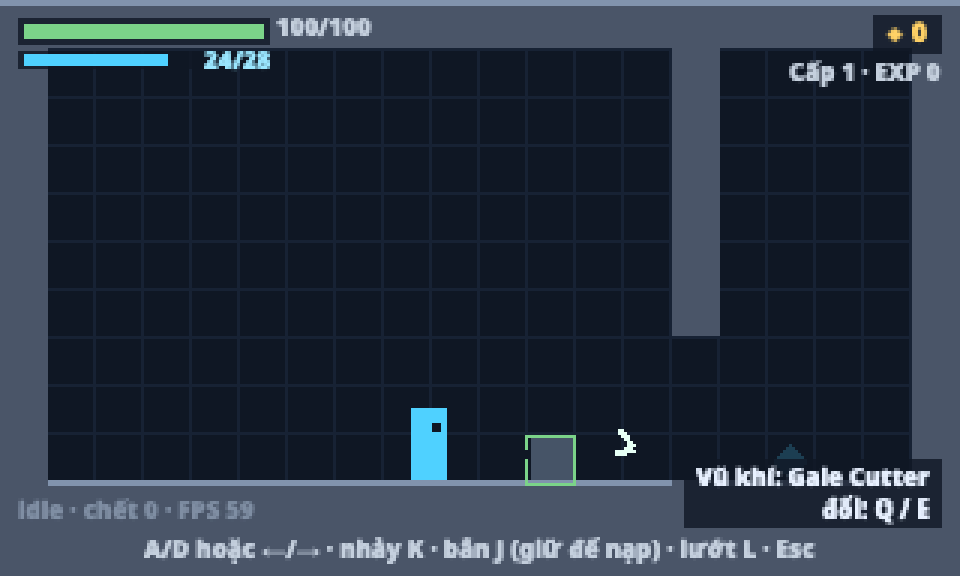 100/100
0
24/28
Cấp 1 · EXP 0
Vũ khí: Gale Cutter
đổi: Q / E
Idle · chết 0 · FPS 59
A/D hoặc ←/→ · nhảy K · bắn J (giữ để nạp) · lướt L · Esc